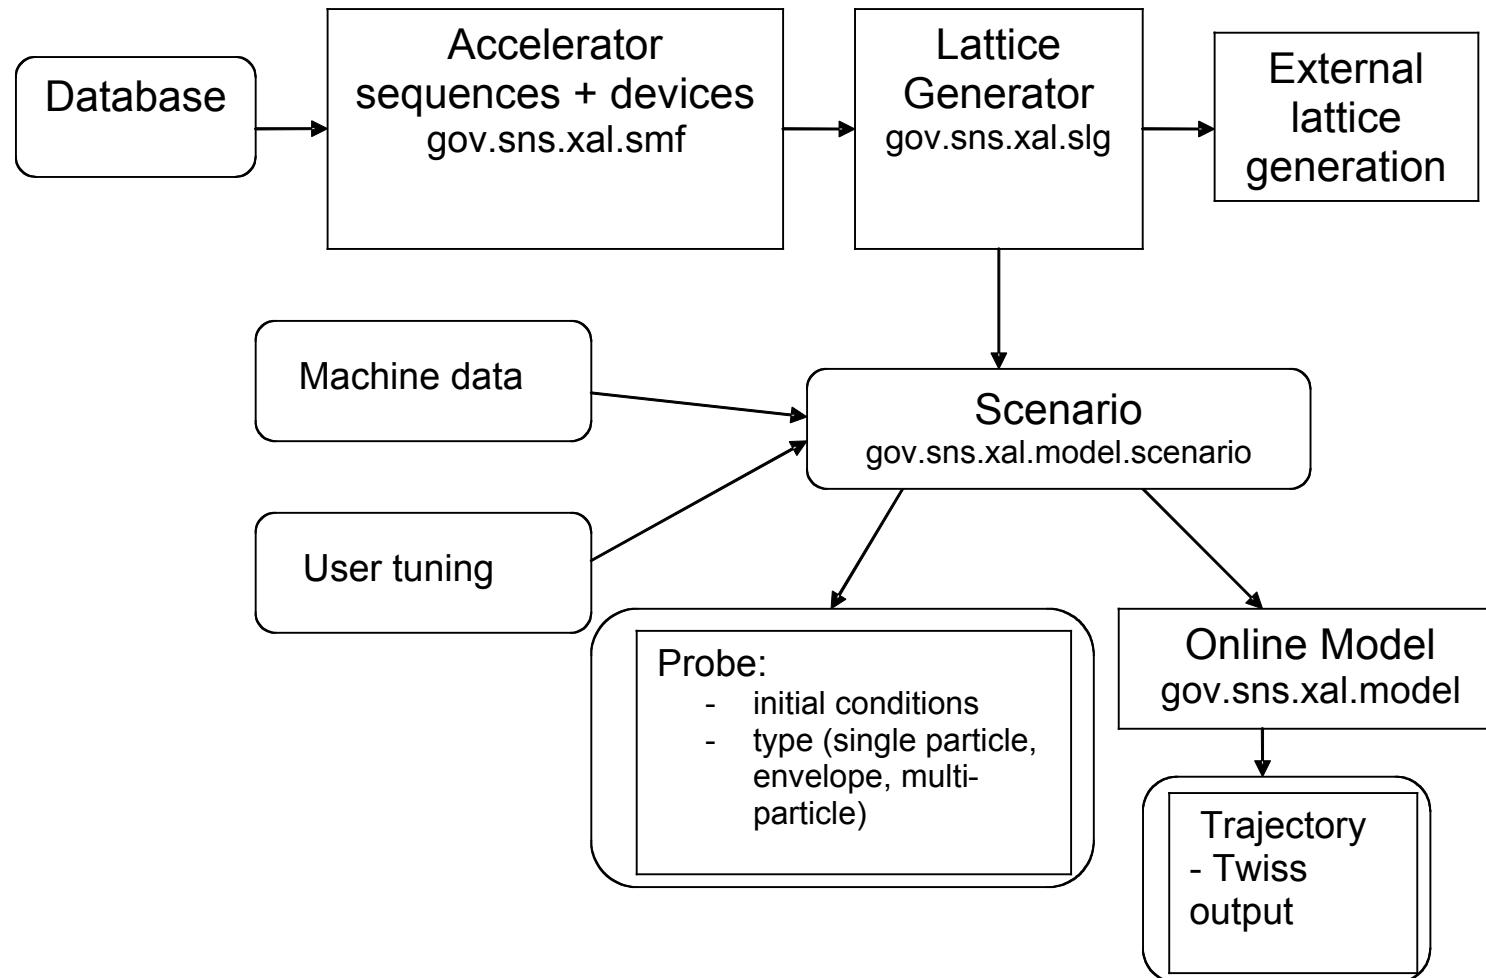 Database
Accelerator
sequences + devices
gov.sns.xal.smf
Lattice
Generator
gov.sns.xal.slg
External
lattice
generation
Machine data
Scenario
gov.sns.xal.model.scenario
User tuning
Probe:
- initial conditions
- type (single particle,
envelope, multi-
particle)
Online Model
gov.sns.xal.model
Trajectory
- Twiss
output